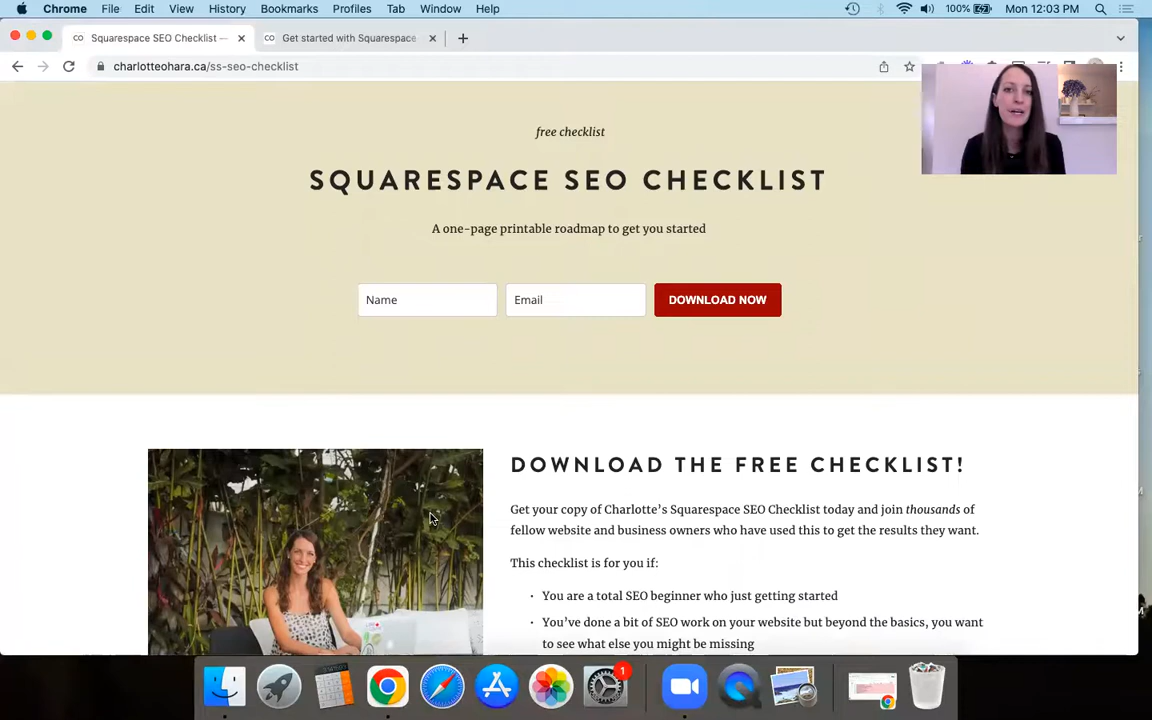 Chrome File Edit View History Bookmarks Profiles Tab Window Help 100% Mon 12:03 PM
CO Squarespace SEO Checklist — CO Get started with Squarespace
charlotteohara.ca/ss-seo-checklist
free checklist
SQUARESPACE SEO CHECKLIST
A one-page printable roadmap to get you started
Name Email DOWNLOAD NOW
DOWNLOAD THE FREE CHECKLIST!
Get your copy of Charlotte's Squarespace SEO Checklist today and join thousands of
fellow website and business owners who have used this to get the results they want.
This checklist is for you if:
• You are a total SEO beginner who just getting started
• You've done a bit of SEO work on your website but beyond the basics, you want
to see what else you might be missing
1